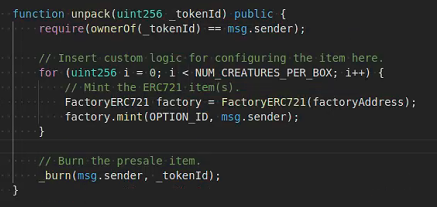 function unpack(uint256 _tokenId) public {
require(ownerOf(_tokenId) == msg.sender);
// Insert custom logic for configuring the item here.
for (uint256 i = 0; i < NUM_CREATURES_PER_BOX; i++) {
// Mint the ERC721 item(s).
FactoryERC721 factory = FactoryERC721(factoryAddress);
factory.mint(OPTION_ID, msg.sender);
}
// Burn the presale item.
_burn(msg.sender, _tokenId);
}